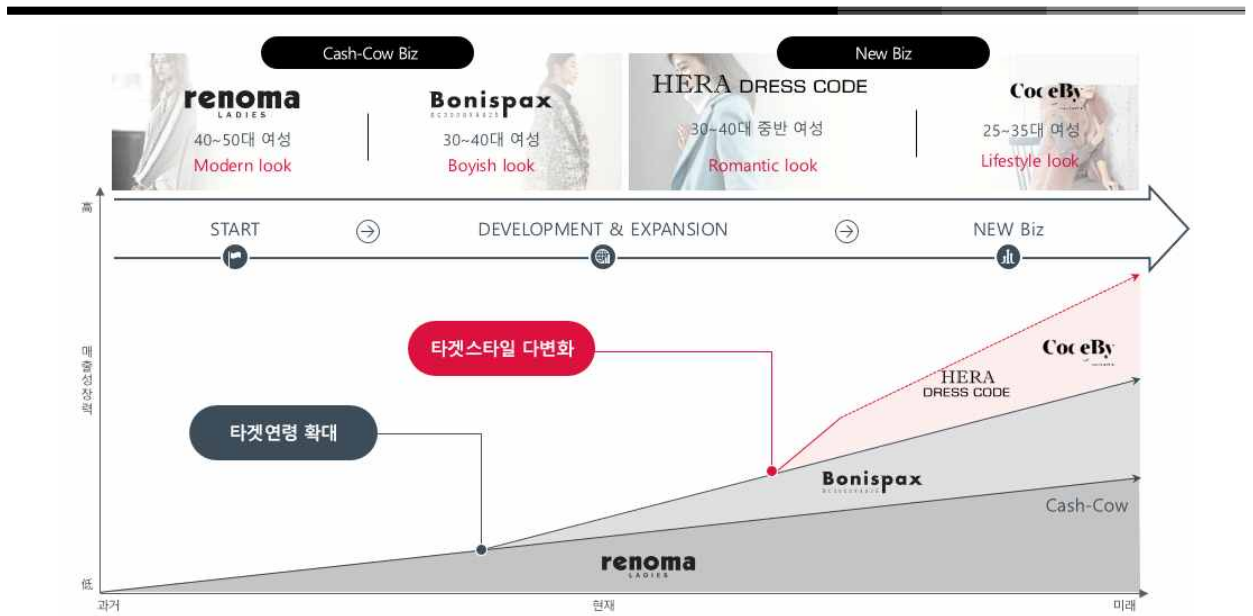 Cash-Cow Biz
New Biz
renoma
LADIES
40~50대 여성
Modern look
Bonispax
30~40대 여성
Boyish look
HERA DRESS CODE
30~40대 중반 여성
Romantic look
CoceBy
25~35대 여성
Lifestyle look
START
DEVELOPMENT & EXPANSION
NEW Biz
高
매출성장력
低
타겟스타일 다변화
타겟연령 확대
CoceBy
HERA
DRESS CODE
Bonispax
Cash-Cow
renoma
LADIES
과거
현재
미래